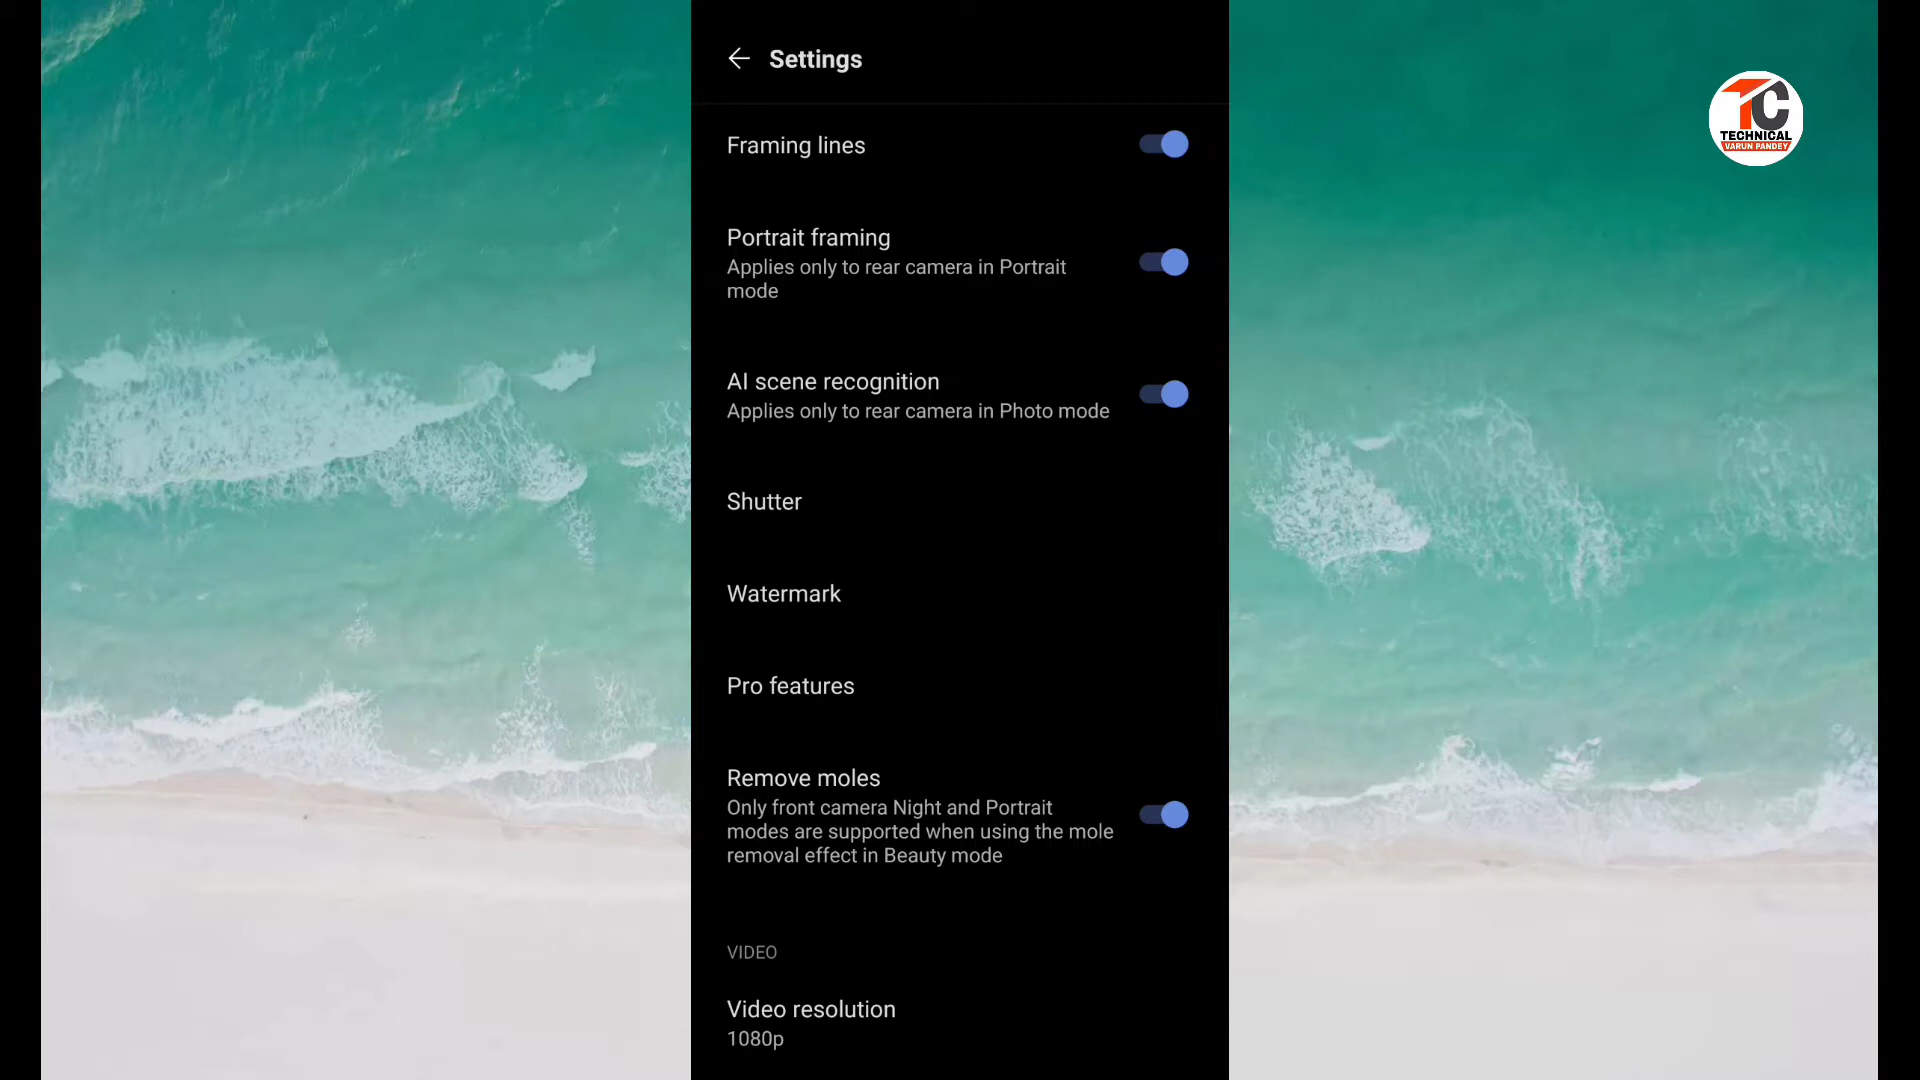 Settings
TECHNICAL
VARUN PANDEY
Framing lines
Portrait framing
Applies only to rear camera in Portrait
mode
AI scene recognition
Applies only to rear camera in Photo mode
Shutter
Watermark
Pro features
Remove moles
Only front camera Night and Portrait
modes are supported when using the mole
removal effect in Beauty mode
VIDEO
Video resolution
1080p